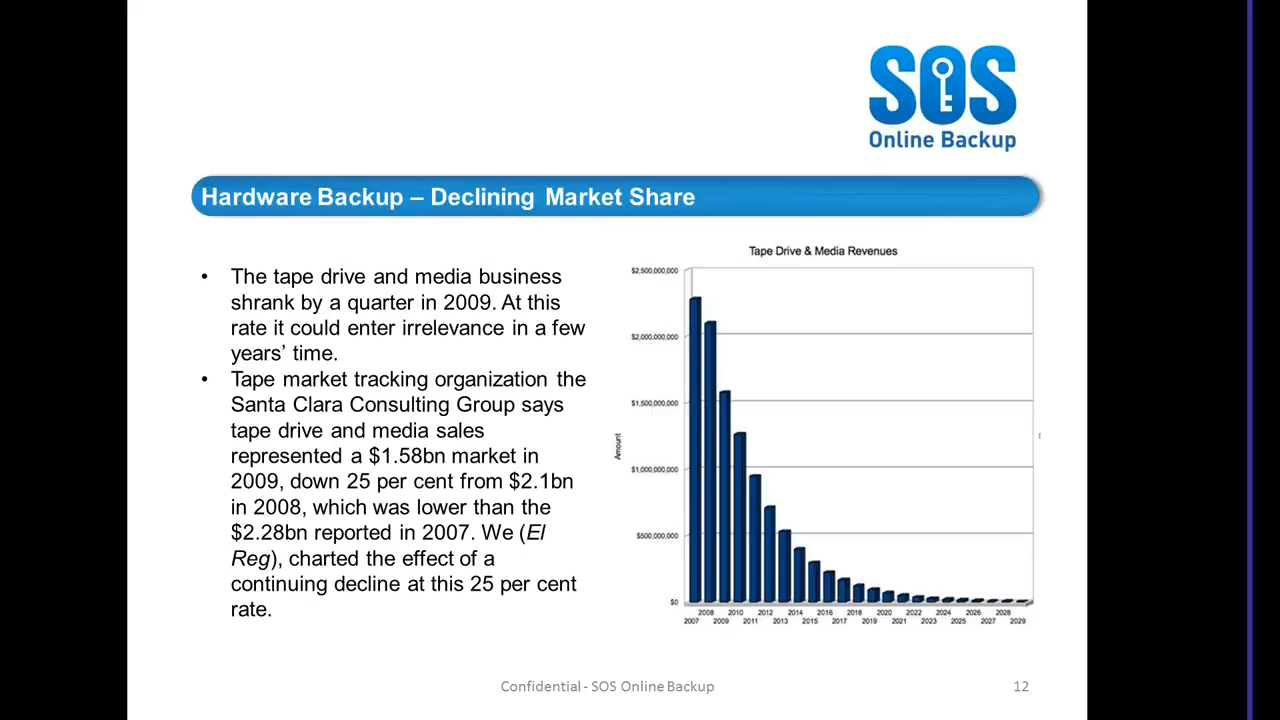 SOS
Online Backup
Hardware Backup – Declining Market Share
• The tape drive and media business
shrank by a quarter in 2009. At this
rate it could enter irrelevance in a few
years’ time.
• Tape market tracking organization the
Santa Clara Consulting Group says
tape drive and media sales
represented a $1.58bn market in
2009, down 25 per cent from $2.1bn
in 2008, which was lower than the
$2.28bn reported in 2007. We (El
Reg), charted the effect of a
continuing decline at this 25 per cent
rate.
Tape Drive & Media Revenues
Amount
$2,500,000,000
$2,000,000,000
$1,500,000,000
$1,000,000,000
$500,000,000
$0
2008 2010 2012 2014 2016 2018 2020 2022 2024 2026 2028
2007 2009 2011 2013 2015 2017 2019 2021 2023 2025 2027 2029
Confidential - SOS Online Backup
12